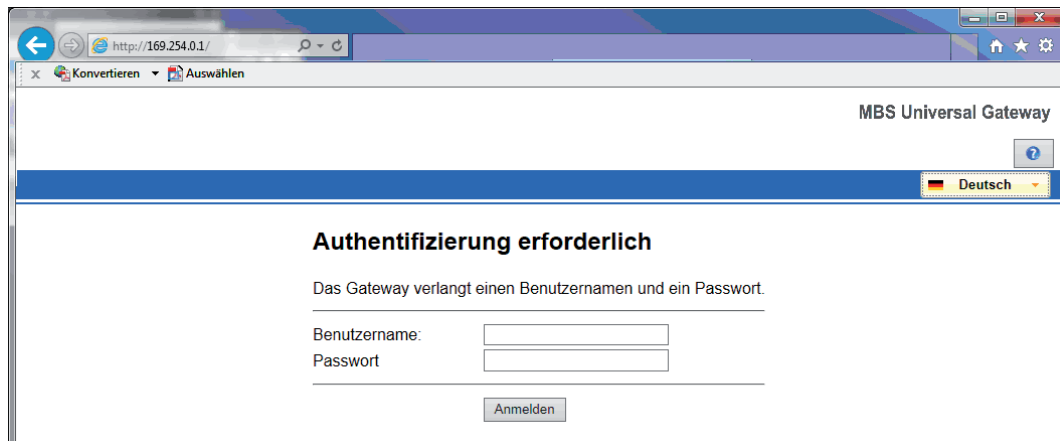 http://169.254.0.1/
x Konvertieren Auswählen
MBS Universal Gateway
?
Deutsch
Authentifizierung erforderlich
Das Gateway verlangt einen Benutzernamen und ein Passwort.
Benutzername:
Passwort
Anmelden